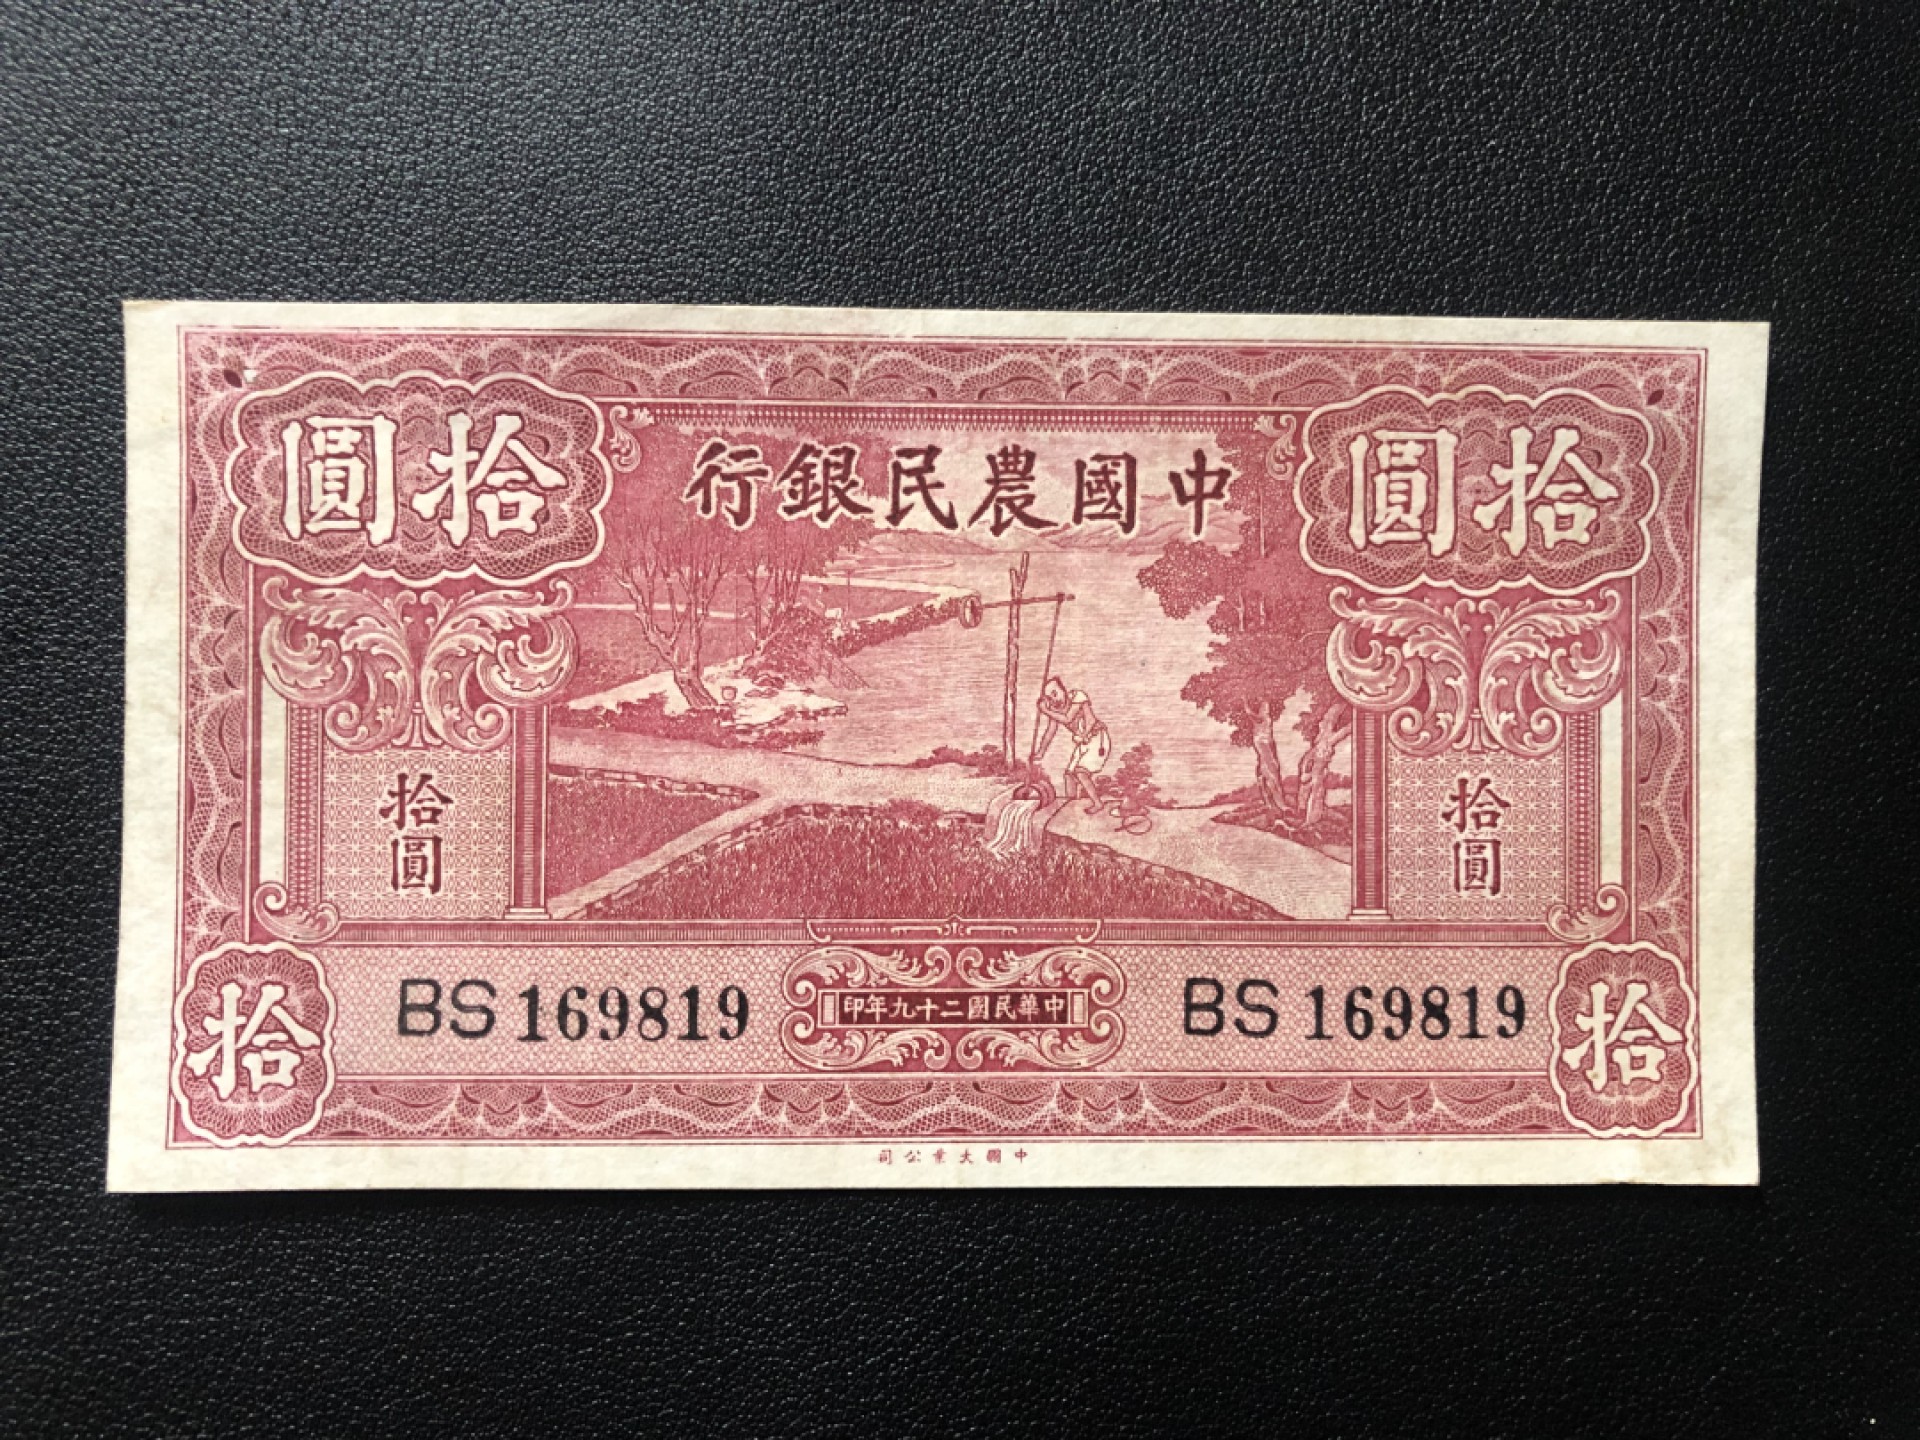 中國農民銀行
拾圓
拾圓
拾圓
拾圓
BS169819
中華民國二十九年印
BS169819
拾
拾
中國大業公司